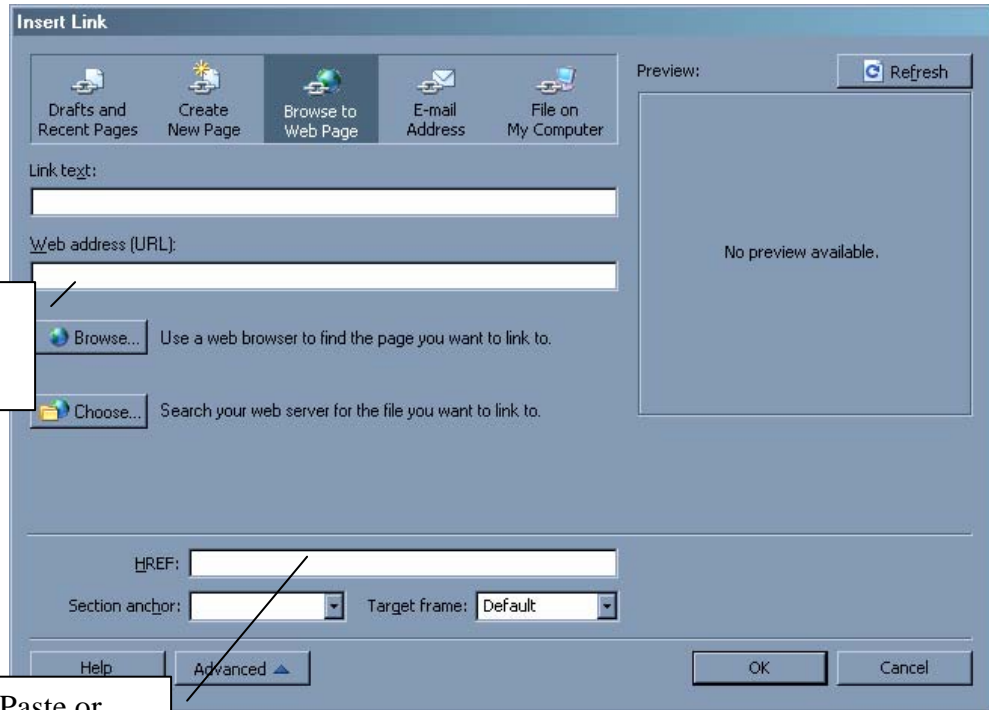 Insert Link
Drafts and
Recent Pages
Create
New Page
Browse to
Web Page
E-mail
Address
File on
My Computer
Preview:
Refresh
Link text:
Web address (URL):
No preview available.
Browse...
Use a web browser to find the page you want to link to.
Choose...
Search your web server for the file you want to link to.
HREF:
Section anchor:
Target frame: Default
Help
Advanced
OK
Cancel
Paste or